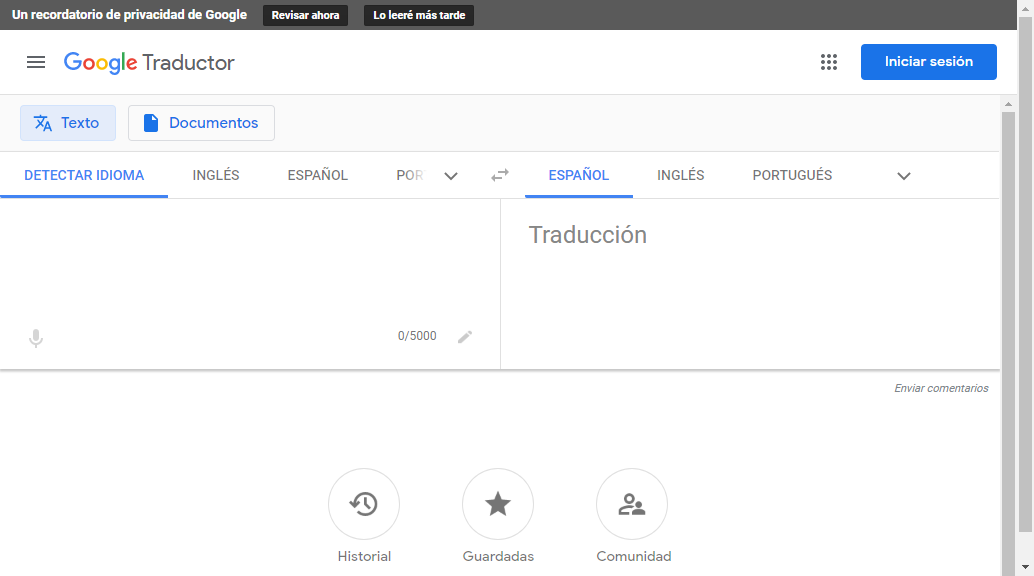 Un recordatorio de privacidad de Google Revisar ahora Lo leeré más tarde
Google Traductor Iniciar sesión
Texto Documentos
DETECTAR IDIOMA INGLÉS ESPAÑOL POR ESPAÑOL INGLÉS PORTUGUÉS
Traducción
0/5000
Enviar comentarios
Historial Guardadas Comunidad